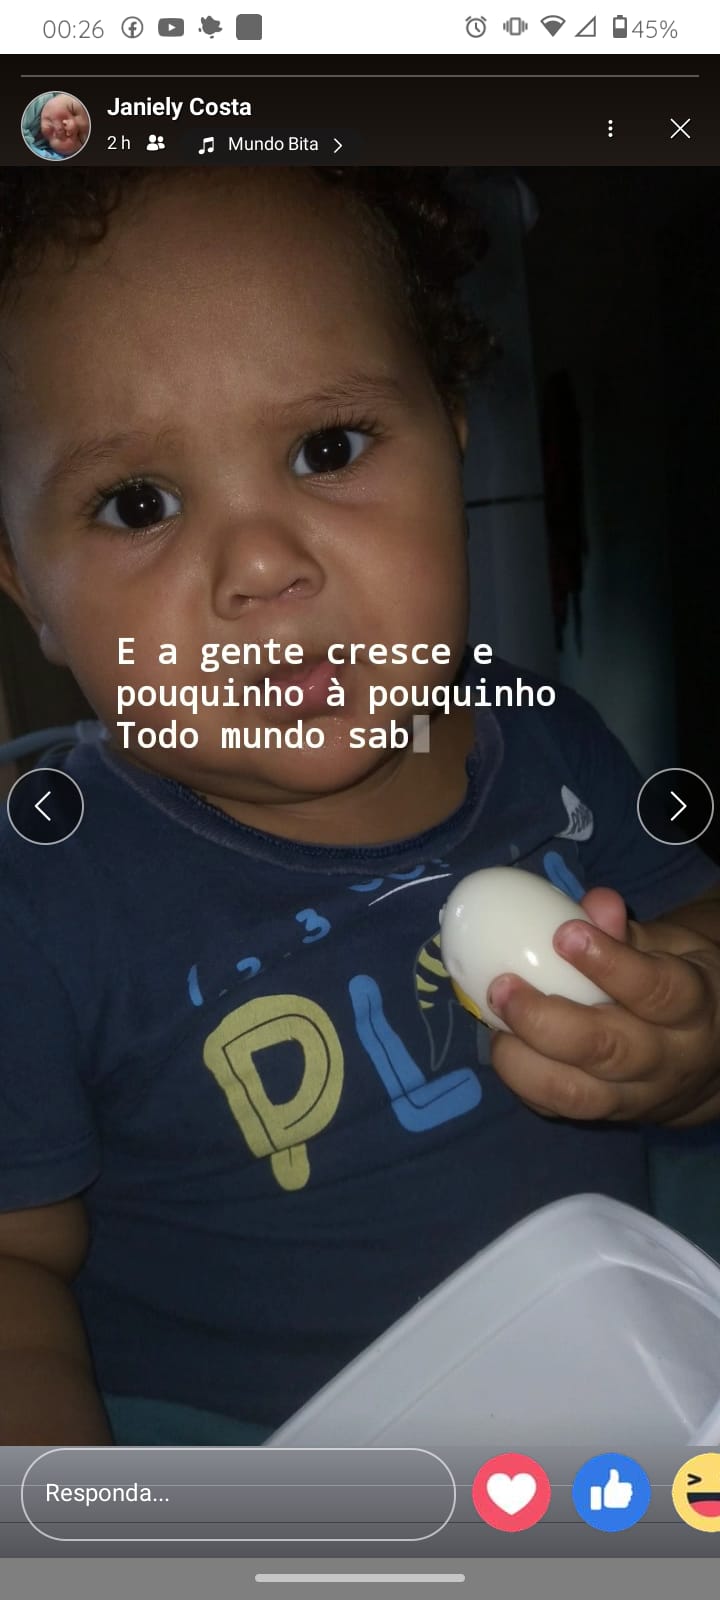 00:26
45%
Janiely Costa
2 h
Mundo Bita
E a gente cresce e
pouquinho à pouquinho
Todo mundo sab
1 2 3
PL
Responda...